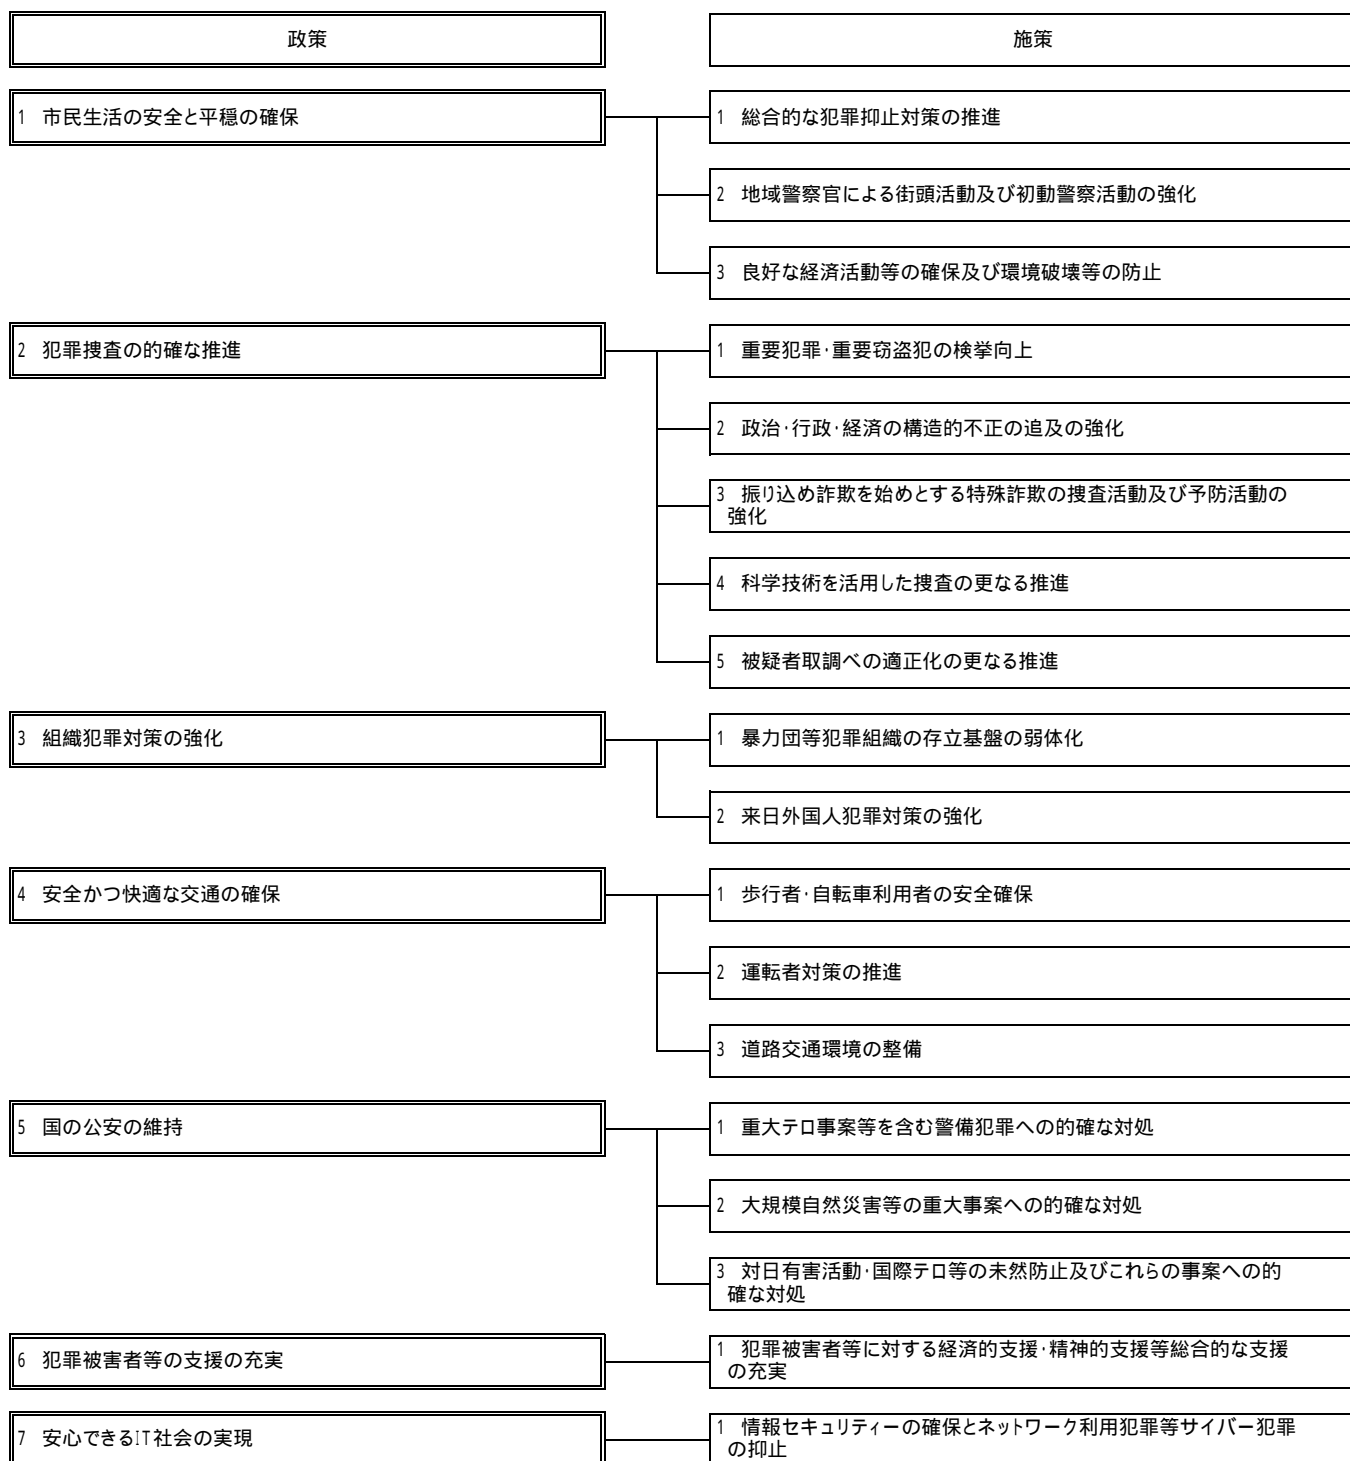 政策
施策
1 市民生活の安全と平穏の確保
1 総合的な犯罪抑止対策の推進
2 地域警察官による街頭活動及び初動警察活動の強化
3 良好な経済活動等の確保及び環境破壊等の防止
2 犯罪捜査の的確な推進
1 重要犯罪・重要窃盗犯の検挙向上
2 政治・行政・経済の構造的不正の追及の強化
3 振り込め詐欺を始めとする特殊詐欺の捜査活動及び予防活動の
強化
4 科学技術を活用した捜査の更なる推進
5 被疑者取調べの適正化の更なる推進
3 組織犯罪対策の強化
1 暴力団等犯罪組織の存立基盤の弱体化
2 来日外国人犯罪対策の強化
4 安全かつ快適な交通の確保
1 歩行者・自転車利用者の安全確保
2 運転者対策の推進
3 道路交通環境の整備
5 国の公安の維持
1 重大テロ事案等を含む警備犯罪への的確な対処
2 大規模自然災害等の重大事案への的確な対処
3 対日有害活動・国際テロ等の未然防止及びこれらの事案への的
確な対処
6 犯罪被害者等の支援の充実
1 犯罪被害者等に対する経済的支援・精神的支援等総合的な支援
の充実
7 安心できるIT社会の実現
1 情報セキュリティーの確保とネットワーク利用犯罪等サイバー犯罪
の抑止